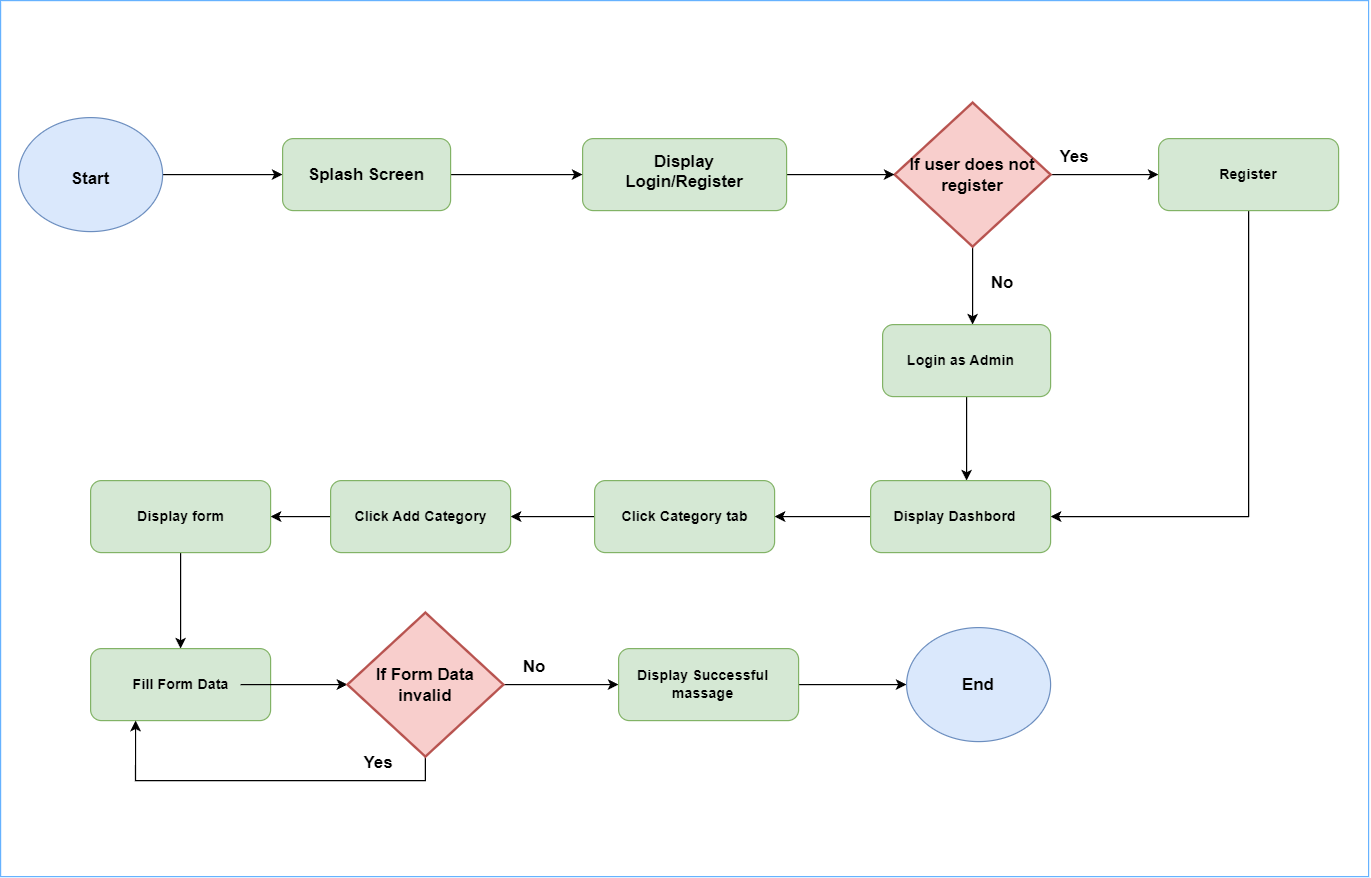 Start
Splash Screen
Display
Login/Register
If user does not
register
Yes
Register
No
Login as Admin
Display form
Click Add Category
Click Category tab
Display Dashbord
Fill Form Data
If Form Data
invalid
No
Display Successful
massage
End
Yes